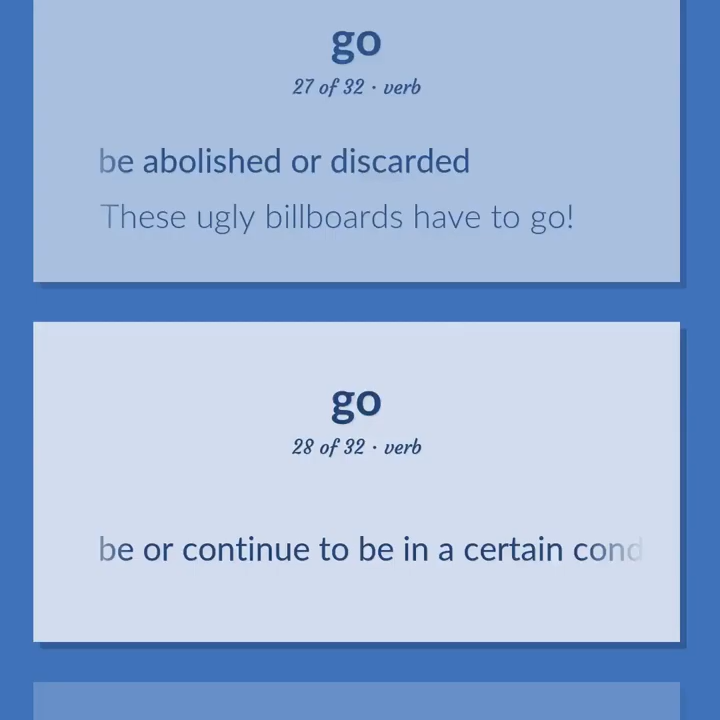 go
27 of 32 · verb
be abolished or discarded
These ugly billboards have to go!
go
28 of 32 · verb
be or continue to be in a certain cond